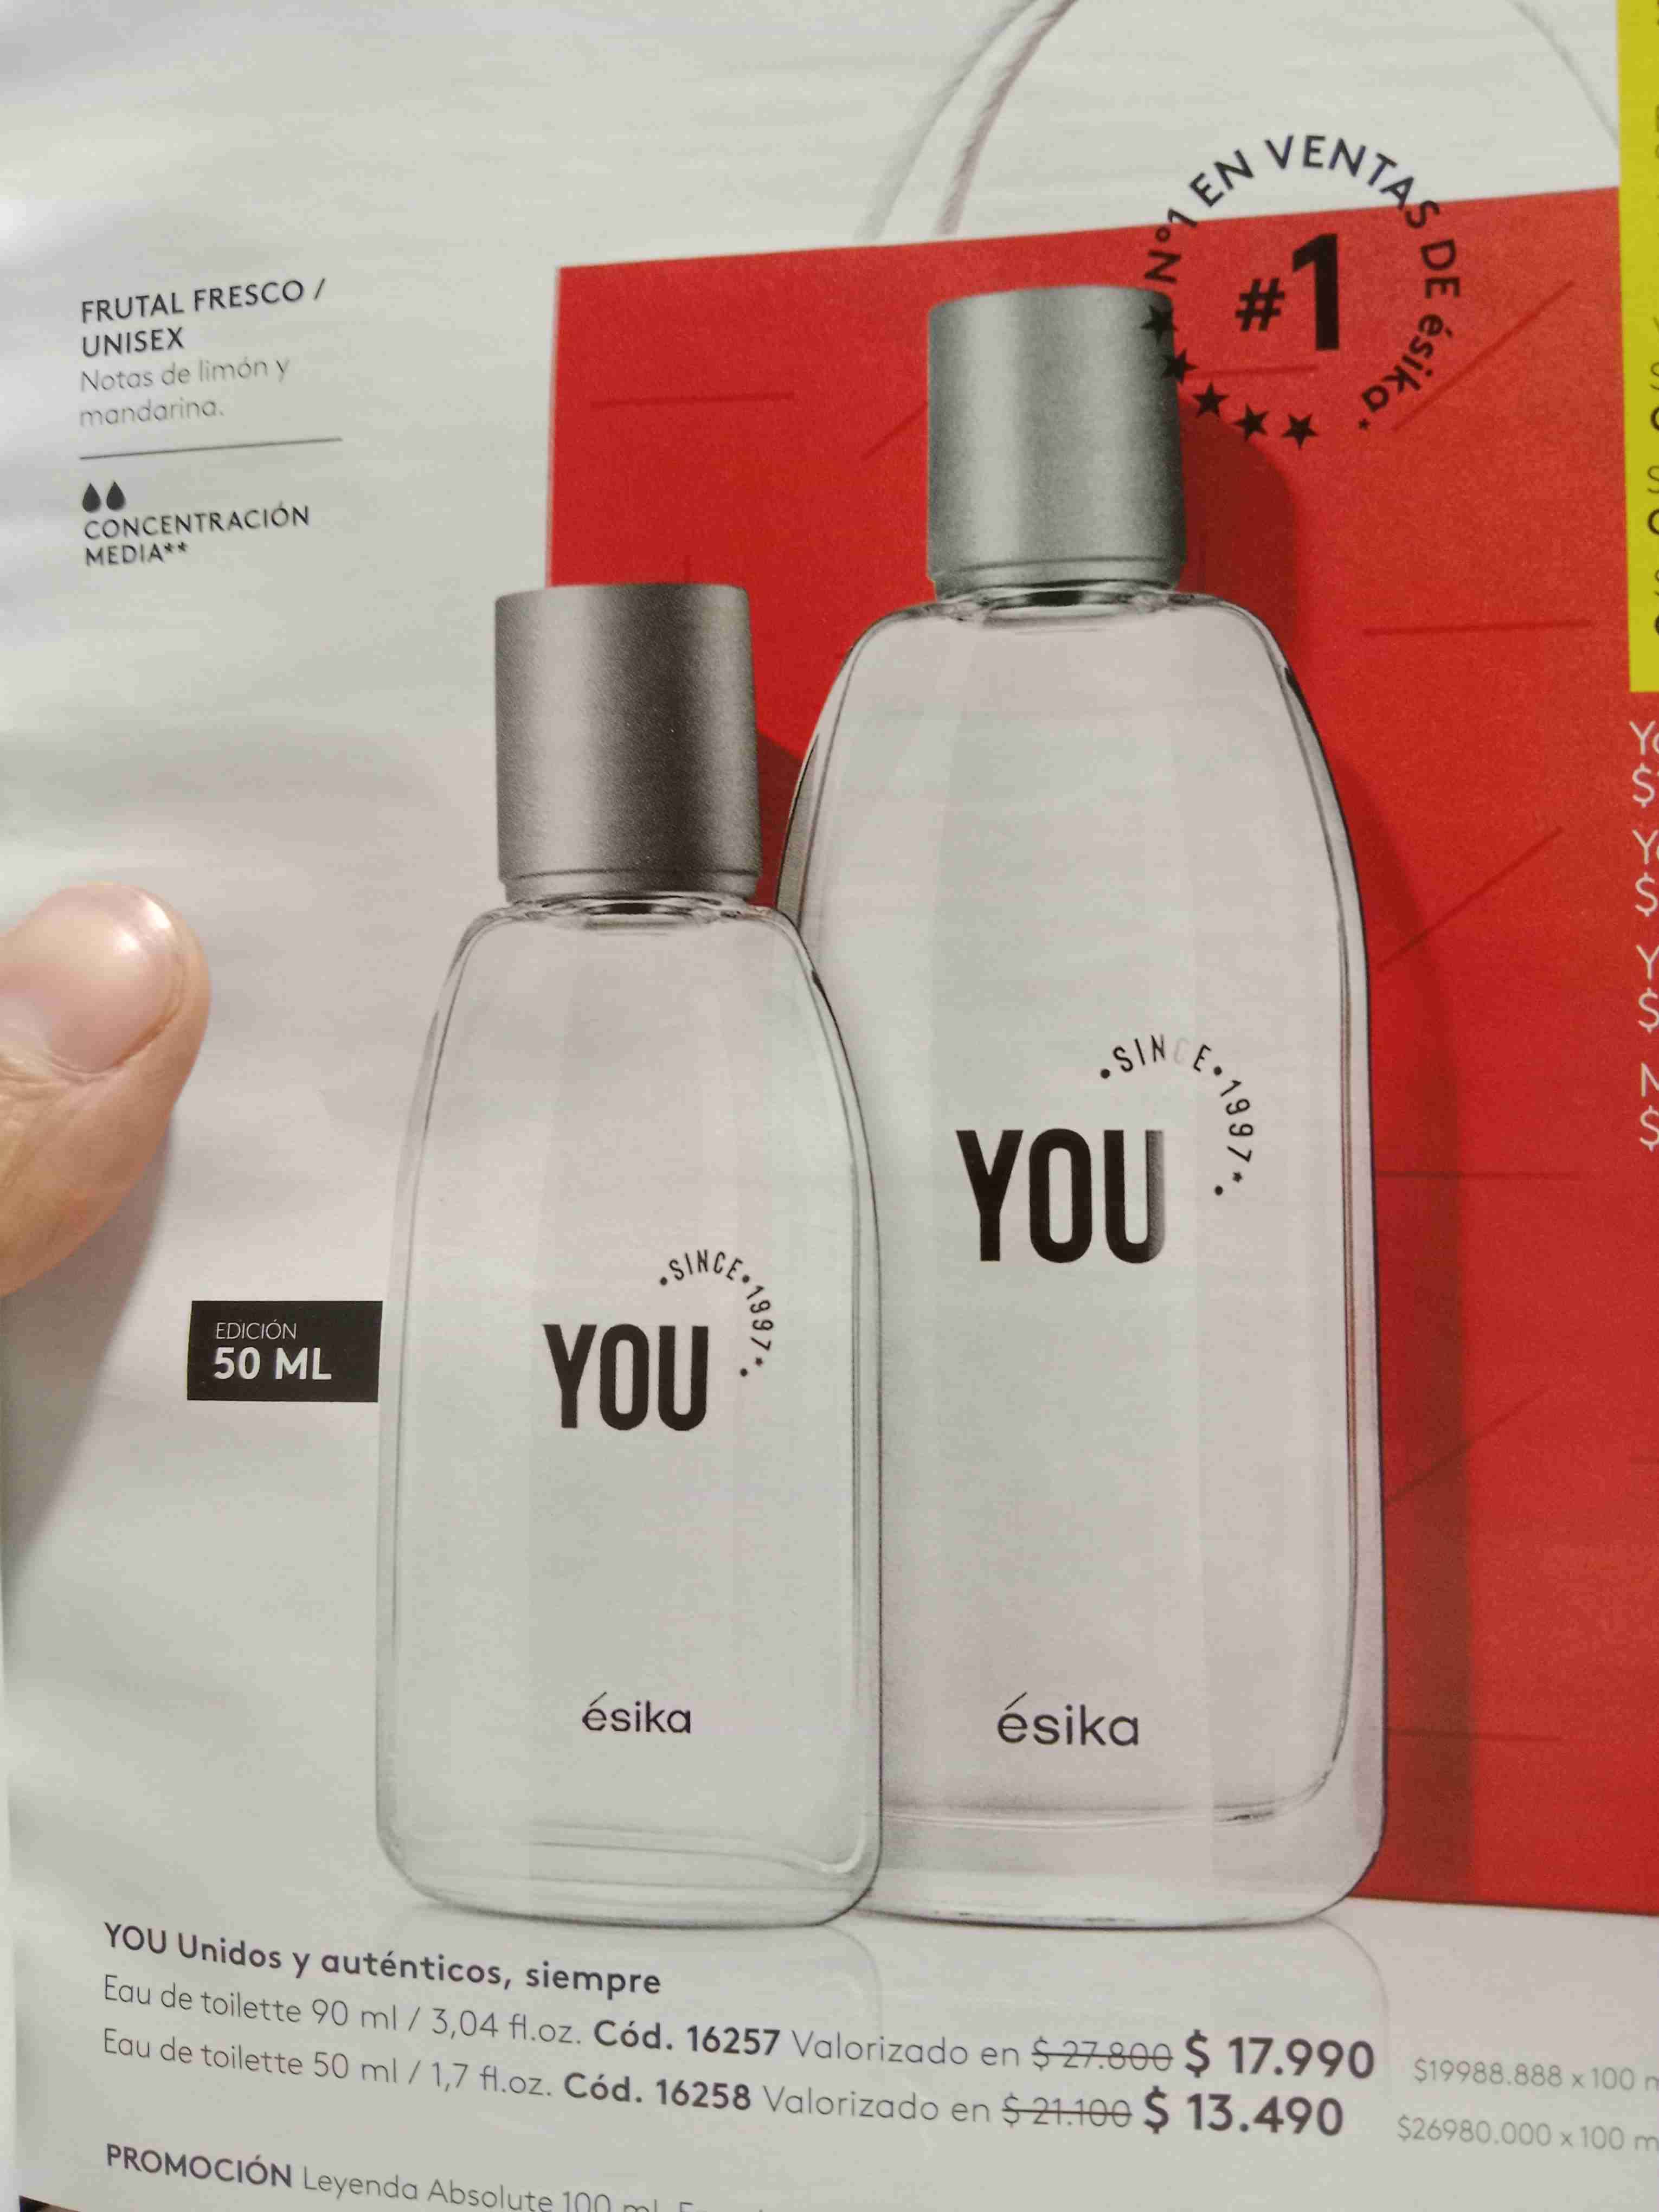 N°1 EN VENTAS DE ésika*
#1
FRUTAL FRESCO /
UNISEX
Notas de limón y
mandarina.
CONCENTRACIÓN
MEDIA**
•SINCE•1997*•
YOU
ésika
•SINCE•1997*•
YOU
ésika
EDICIÓN
50 ML
YOU Unidos y auténticos, siempre
Eau de toilette 90 ml / 3,04 fl.oz. Cód. 16257 Valorizado en $ 27.800 $ 17.990 $19988.888 x 100 m
Eau de toilette 50 ml / 1,7 fl.oz. Cód. 16258 Valorizado en $ 21.100 $ 13.490 $26980.000 x 100 m
PROMOCIÓN Leyenda Absolute 100 ml